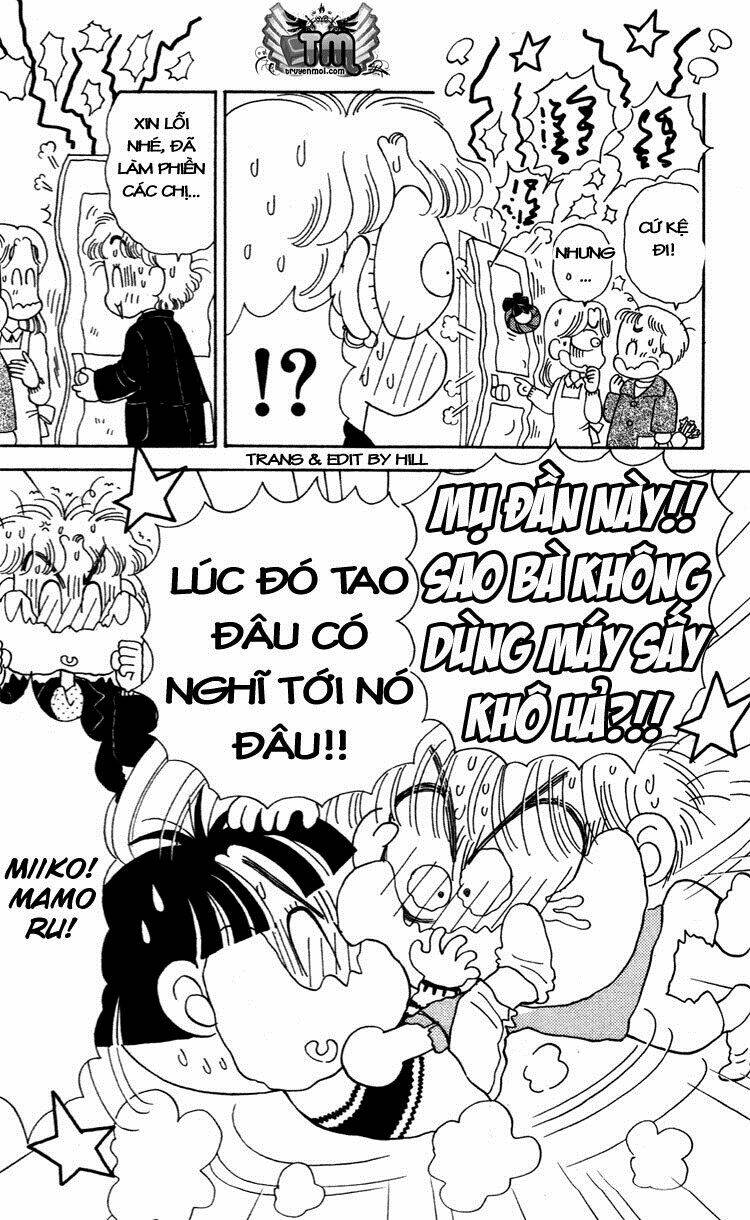 TM
truyenmoi.com
CỨ KỆ
ĐI!
NHƯNG
....
!?
XIN LỖI
NHÉ, ĐÃ
LÀM PHIỀN
CÁC CHỊ...
TRANS & EDIT BY HILL
MỤ ĐẦN NÀY!!
SAO BÀ KHÔNG
DÙNG MÁY SẤY
KHÔ HẢ?!!
LÚC ĐÓ TAO
ĐÂU CÓ
NGHĨ TỚI NÓ
ĐÂU!!
MIIKO!
MAMO
RU!